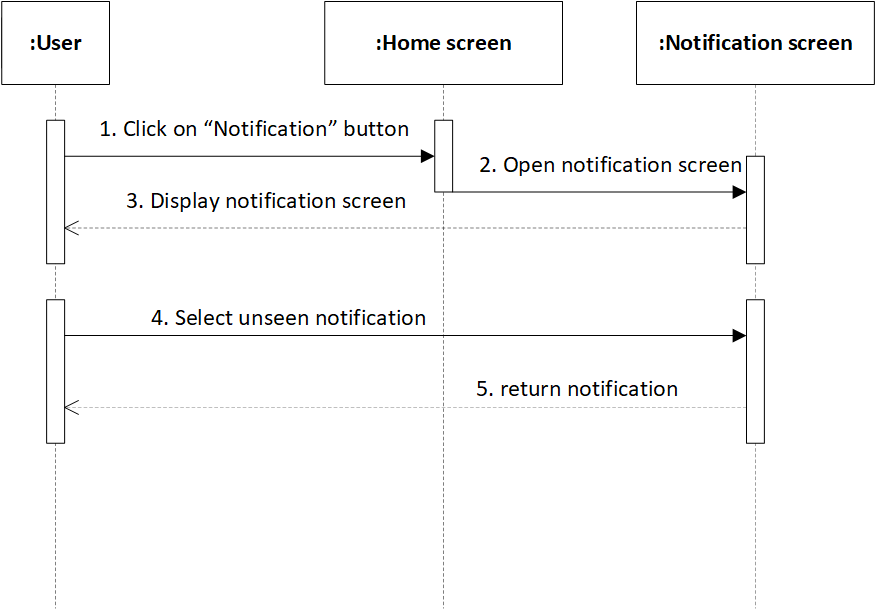 :User
:Home screen
:Notification screen
1. Click on “Notification” button
2. Open notification screen
3. Display notification screen
4. Select unseen notification
5. return notification